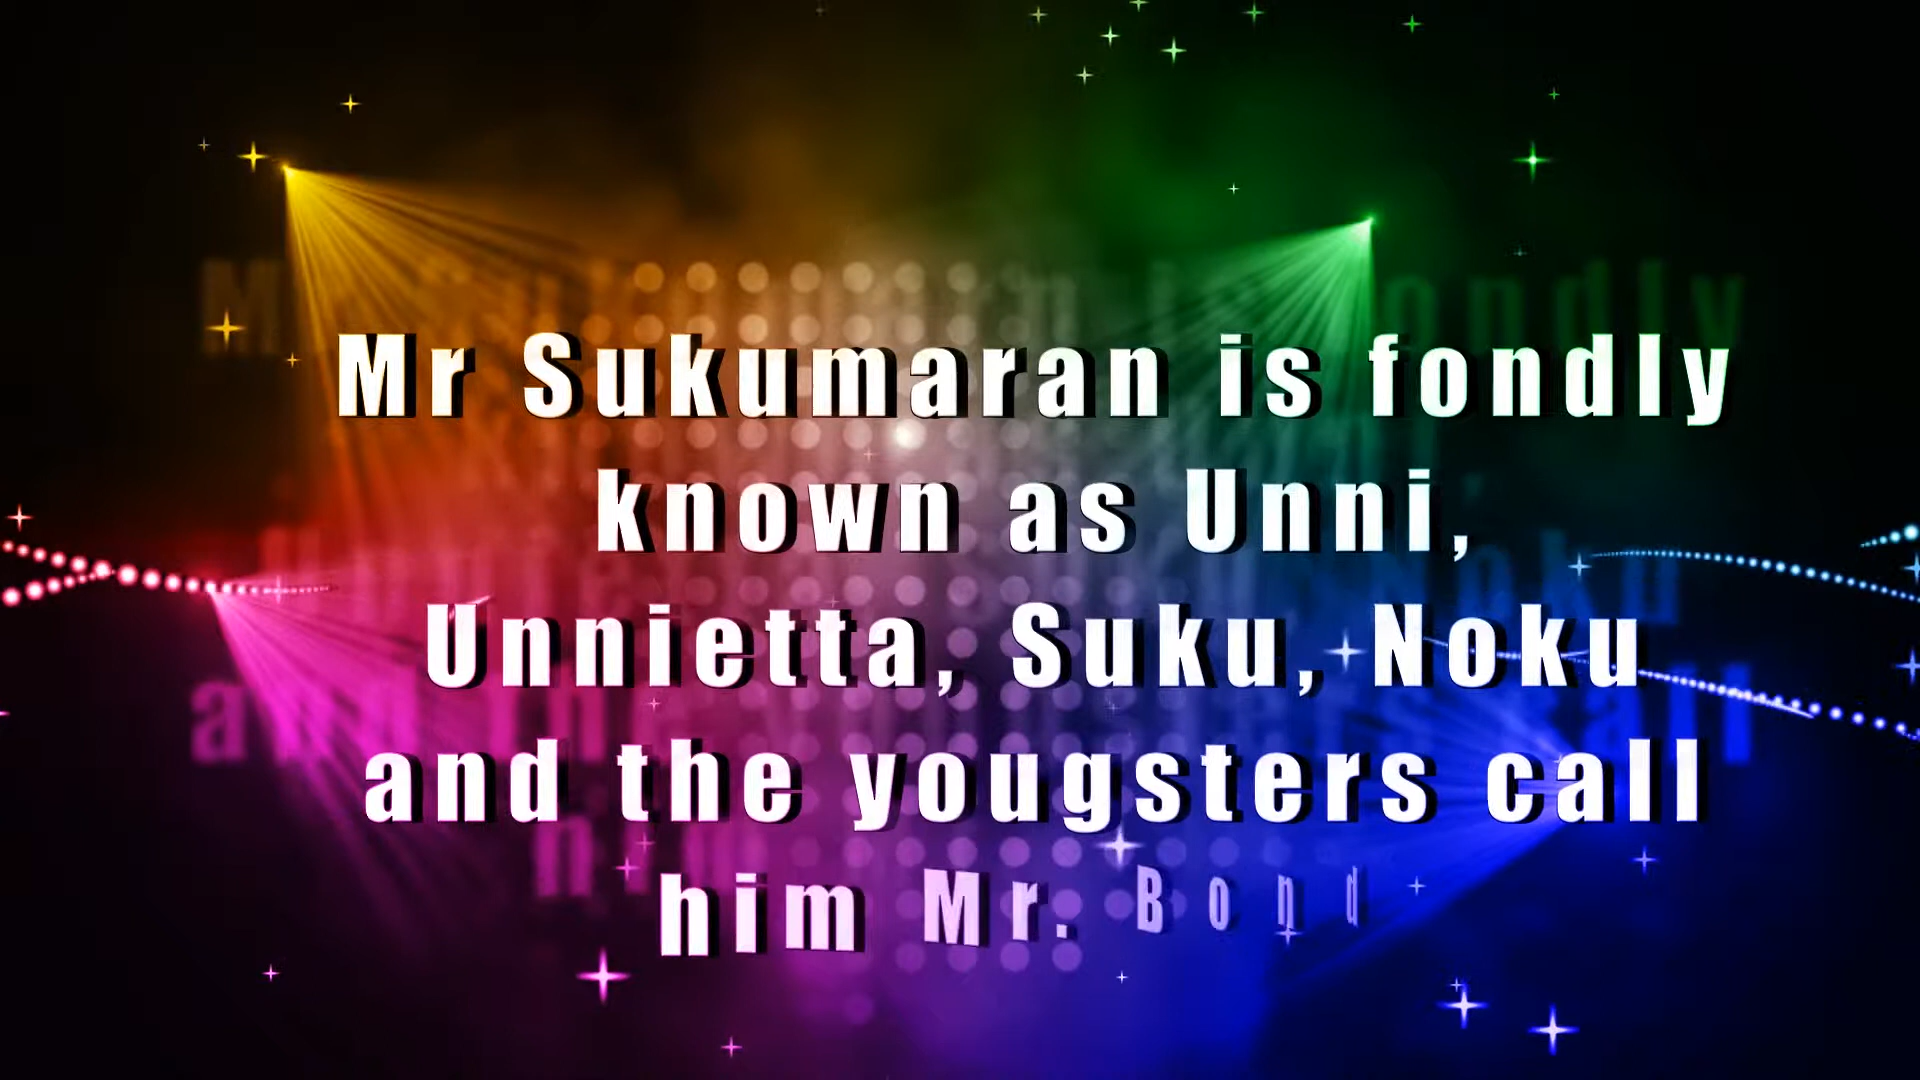 Mr Sukumaran is fondly
known as Unni,
Unnietta, Suku, Noku
and the yougsters call
him Mr. Bond